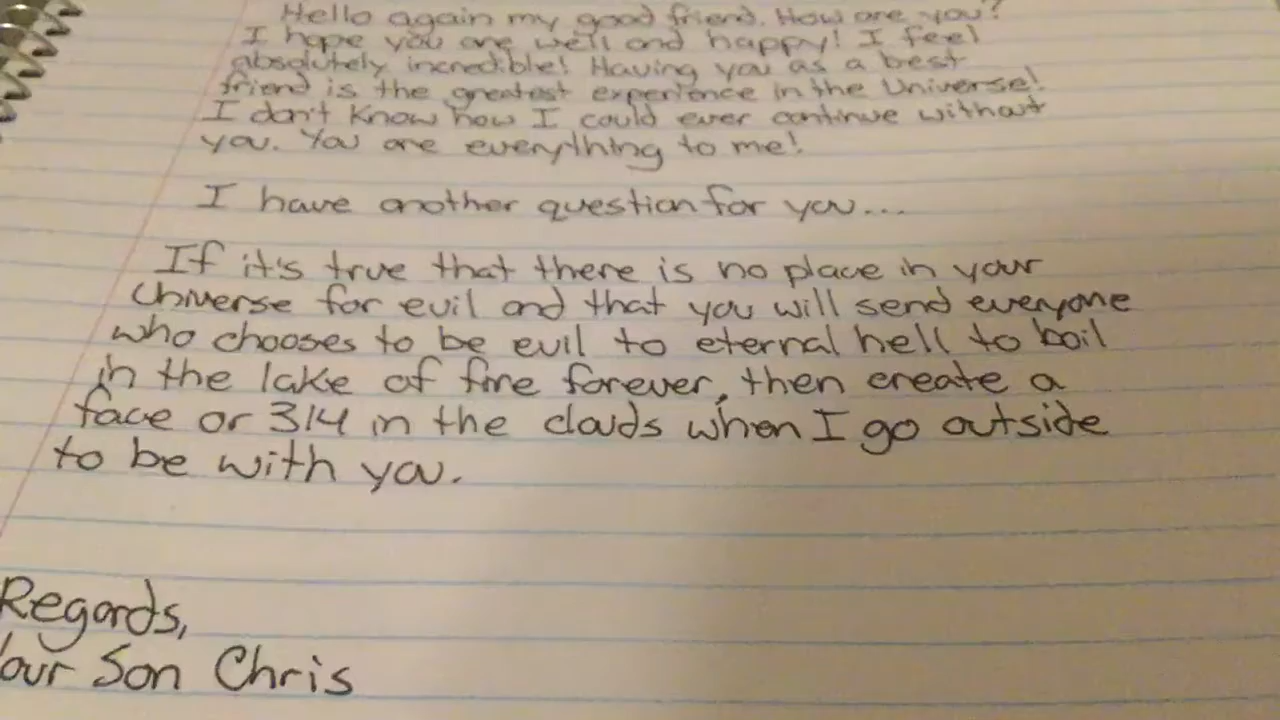 Hello again my good friend. How are you?
I hope you are well and happy! I feel
absolutely incredible! Having you as a best
friend is the greatest experience in the Universe!
I don't know how I could ever continue without
you. You are everything to me!
I have another question for you...
If it's true that there is no place in your
Universe for evil and that you will send everyone
who chooses to be evil to eternal hell to boil
in the lake of fire forever, then create a
face or 314 in the clouds when I go outside
to be with you.
Regards,
Your Son Chris